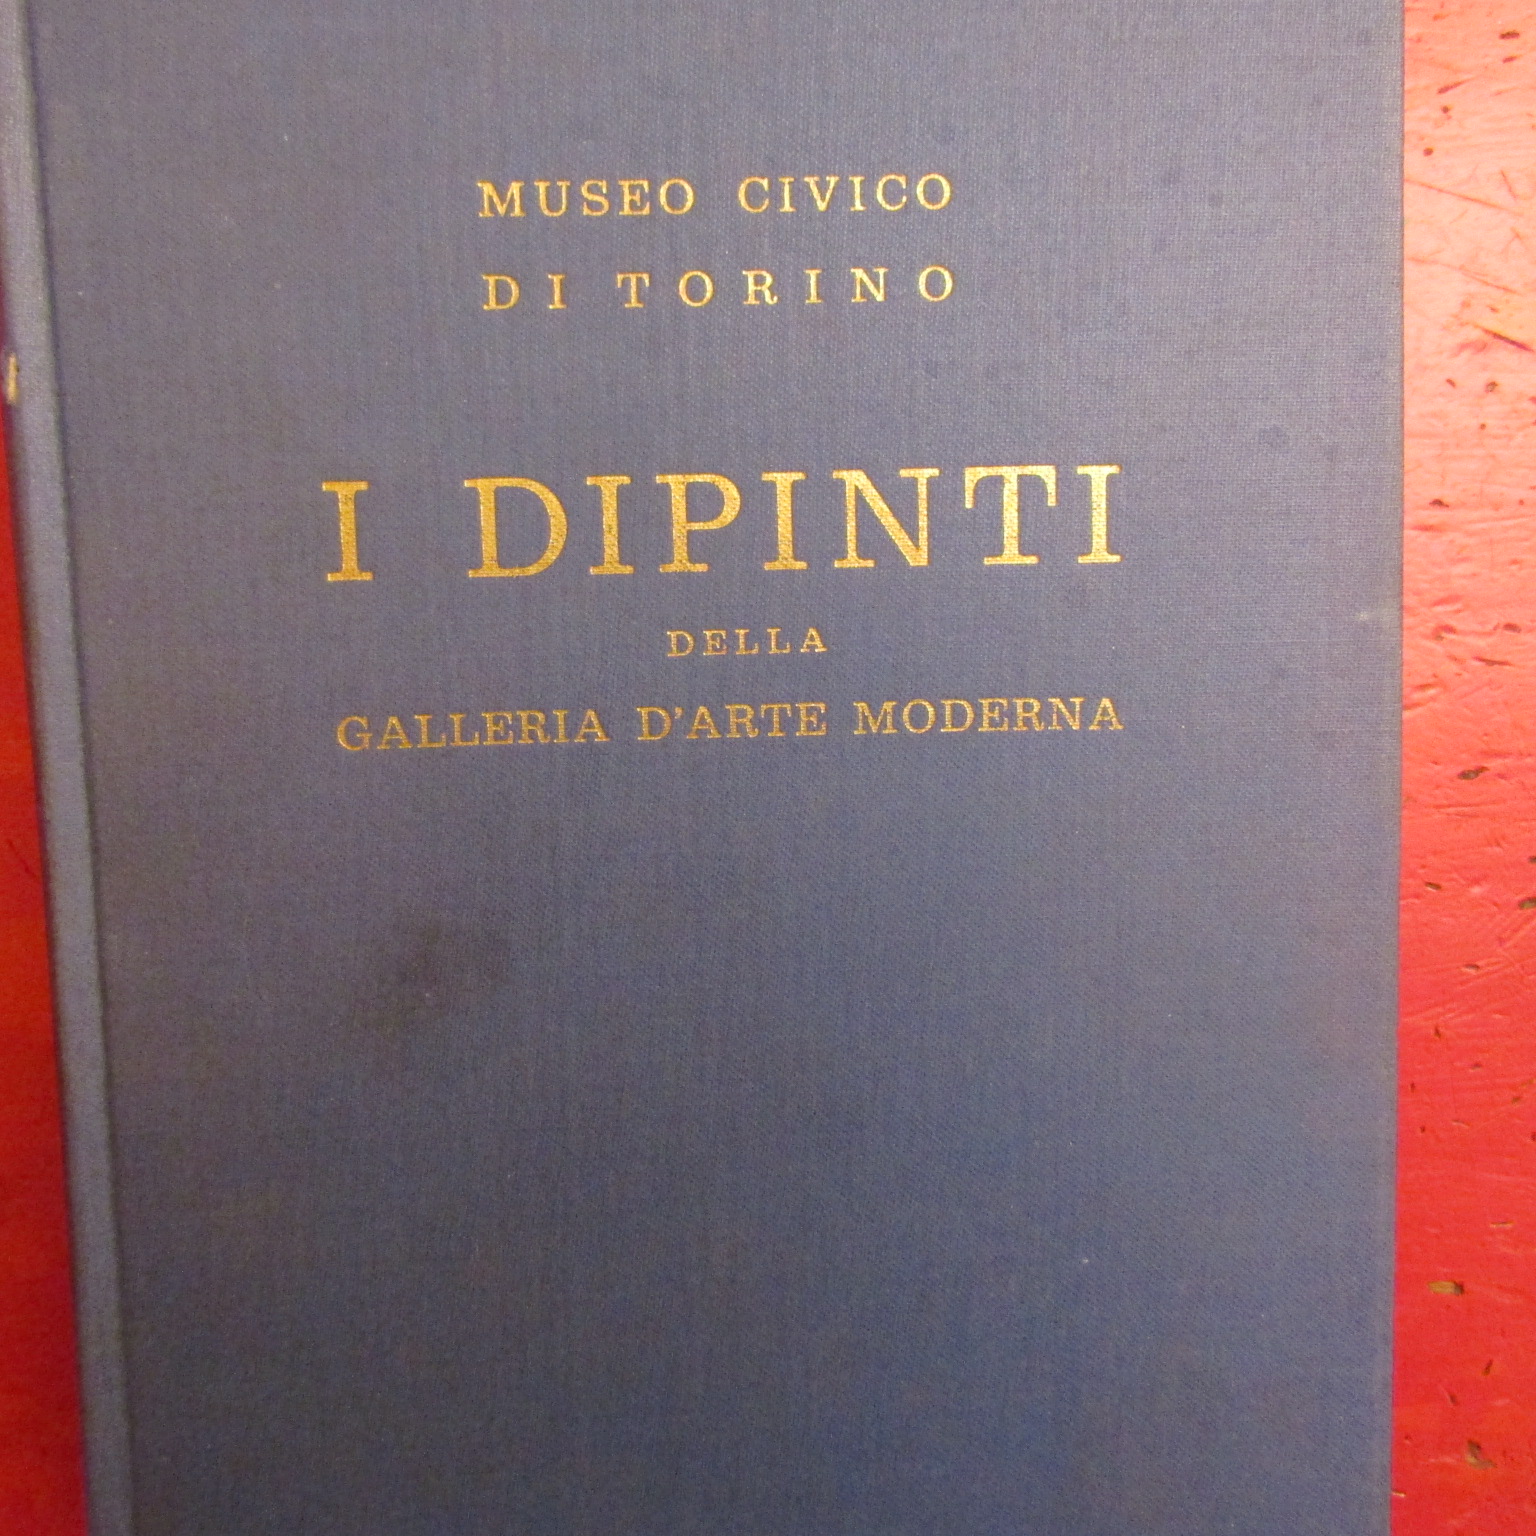 MUSEO CIVICO
DI TORINO
I DIPINTI
DELLA
GALLERIA D'ARTE MODERNA